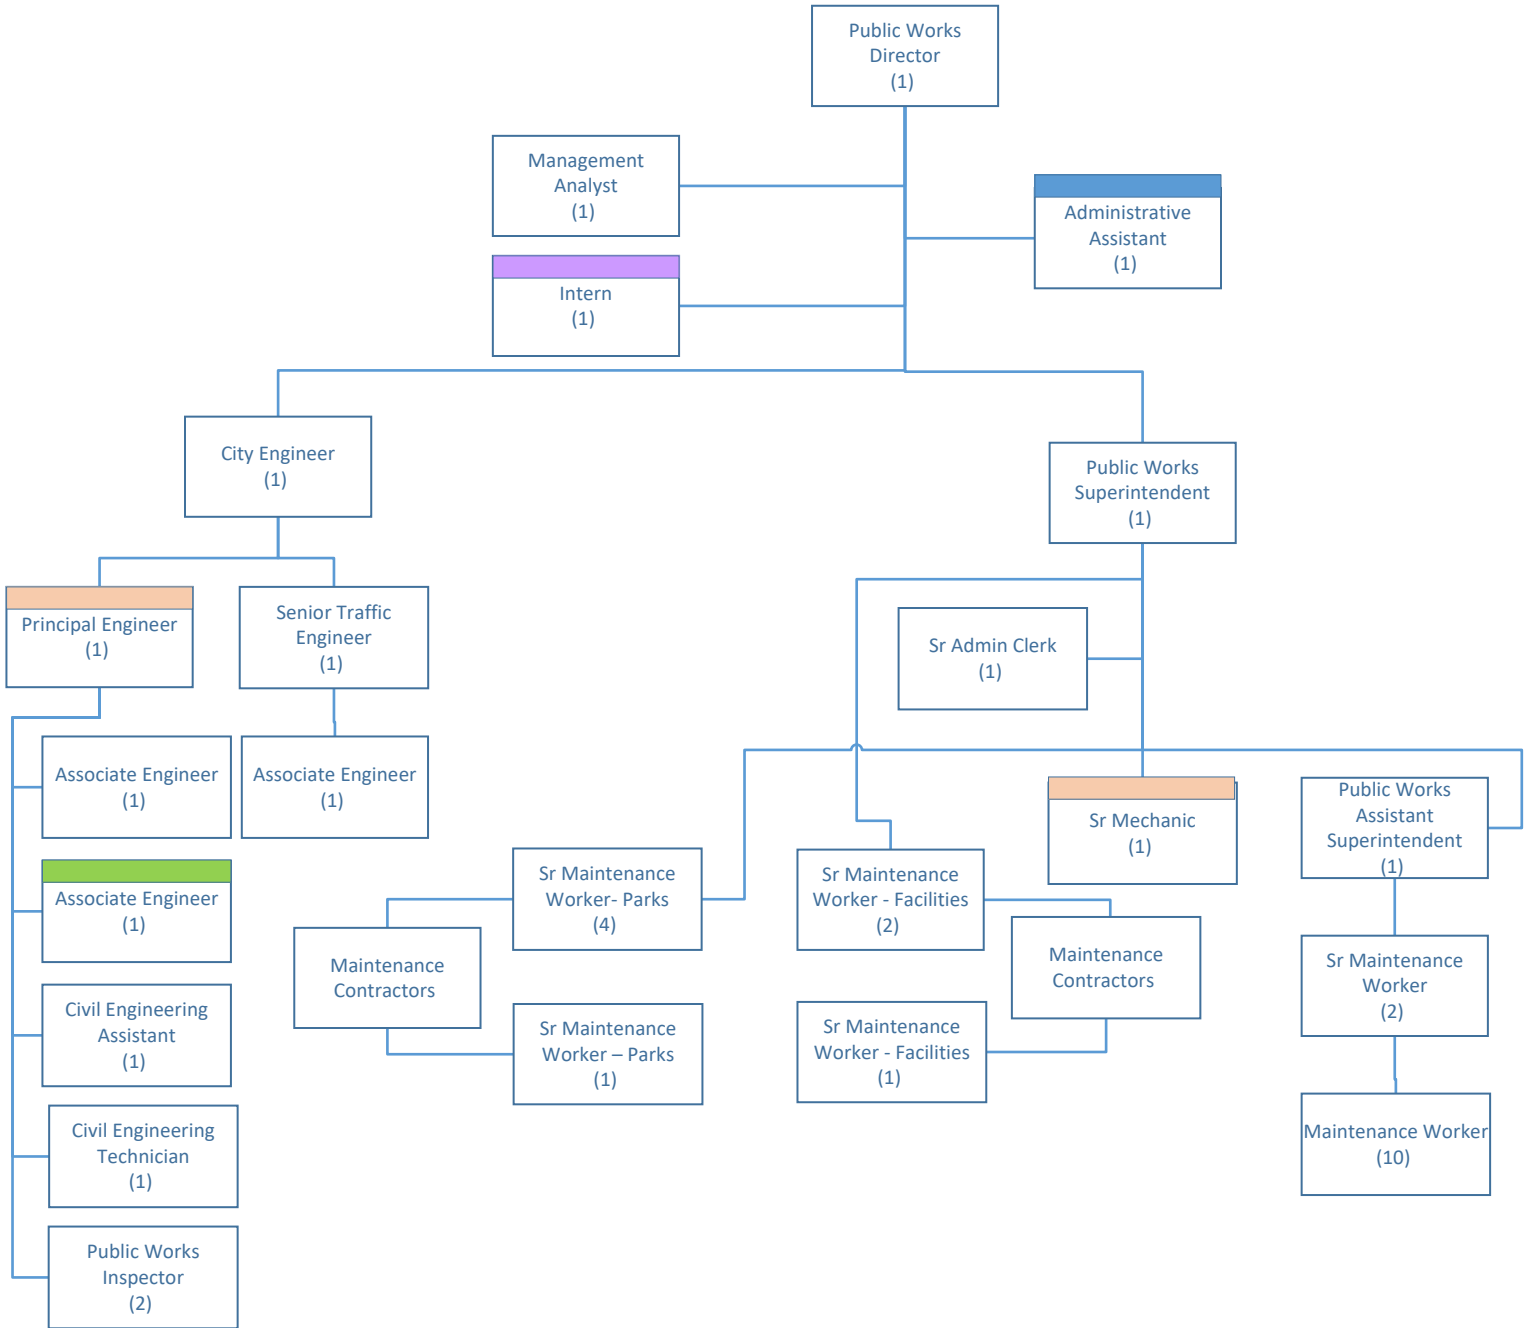 Public Works
Director
(1)
Management
Analyst
(1)
Administrative
Assistant
(1)
Intern
(1)
City Engineer
(1)
Public Works
Superintendent
(1)
Principal Engineer
(1)
Senior Traffic
Engineer
(1)
Sr Admin Clerk
(1)
Associate Engineer
(1)
Associate Engineer
(1)
Sr Mechanic
(1)
Public Works
Assistant
Superintendent
(1)
Associate Engineer
(1)
Sr Maintenance
Worker- Parks
(4)
Sr Maintenance
Worker - Facilities
(2)
Maintenance
Contractors
Maintenance
Contractors
Sr Maintenance
Worker
(2)
Civil Engineering
Assistant
(1)
Sr Maintenance
Worker – Parks
(1)
Sr Maintenance
Worker - Facilities
(1)
Civil Engineering
Technician
(1)
Maintenance Worker
(10)
Public Works
Inspector
(2)